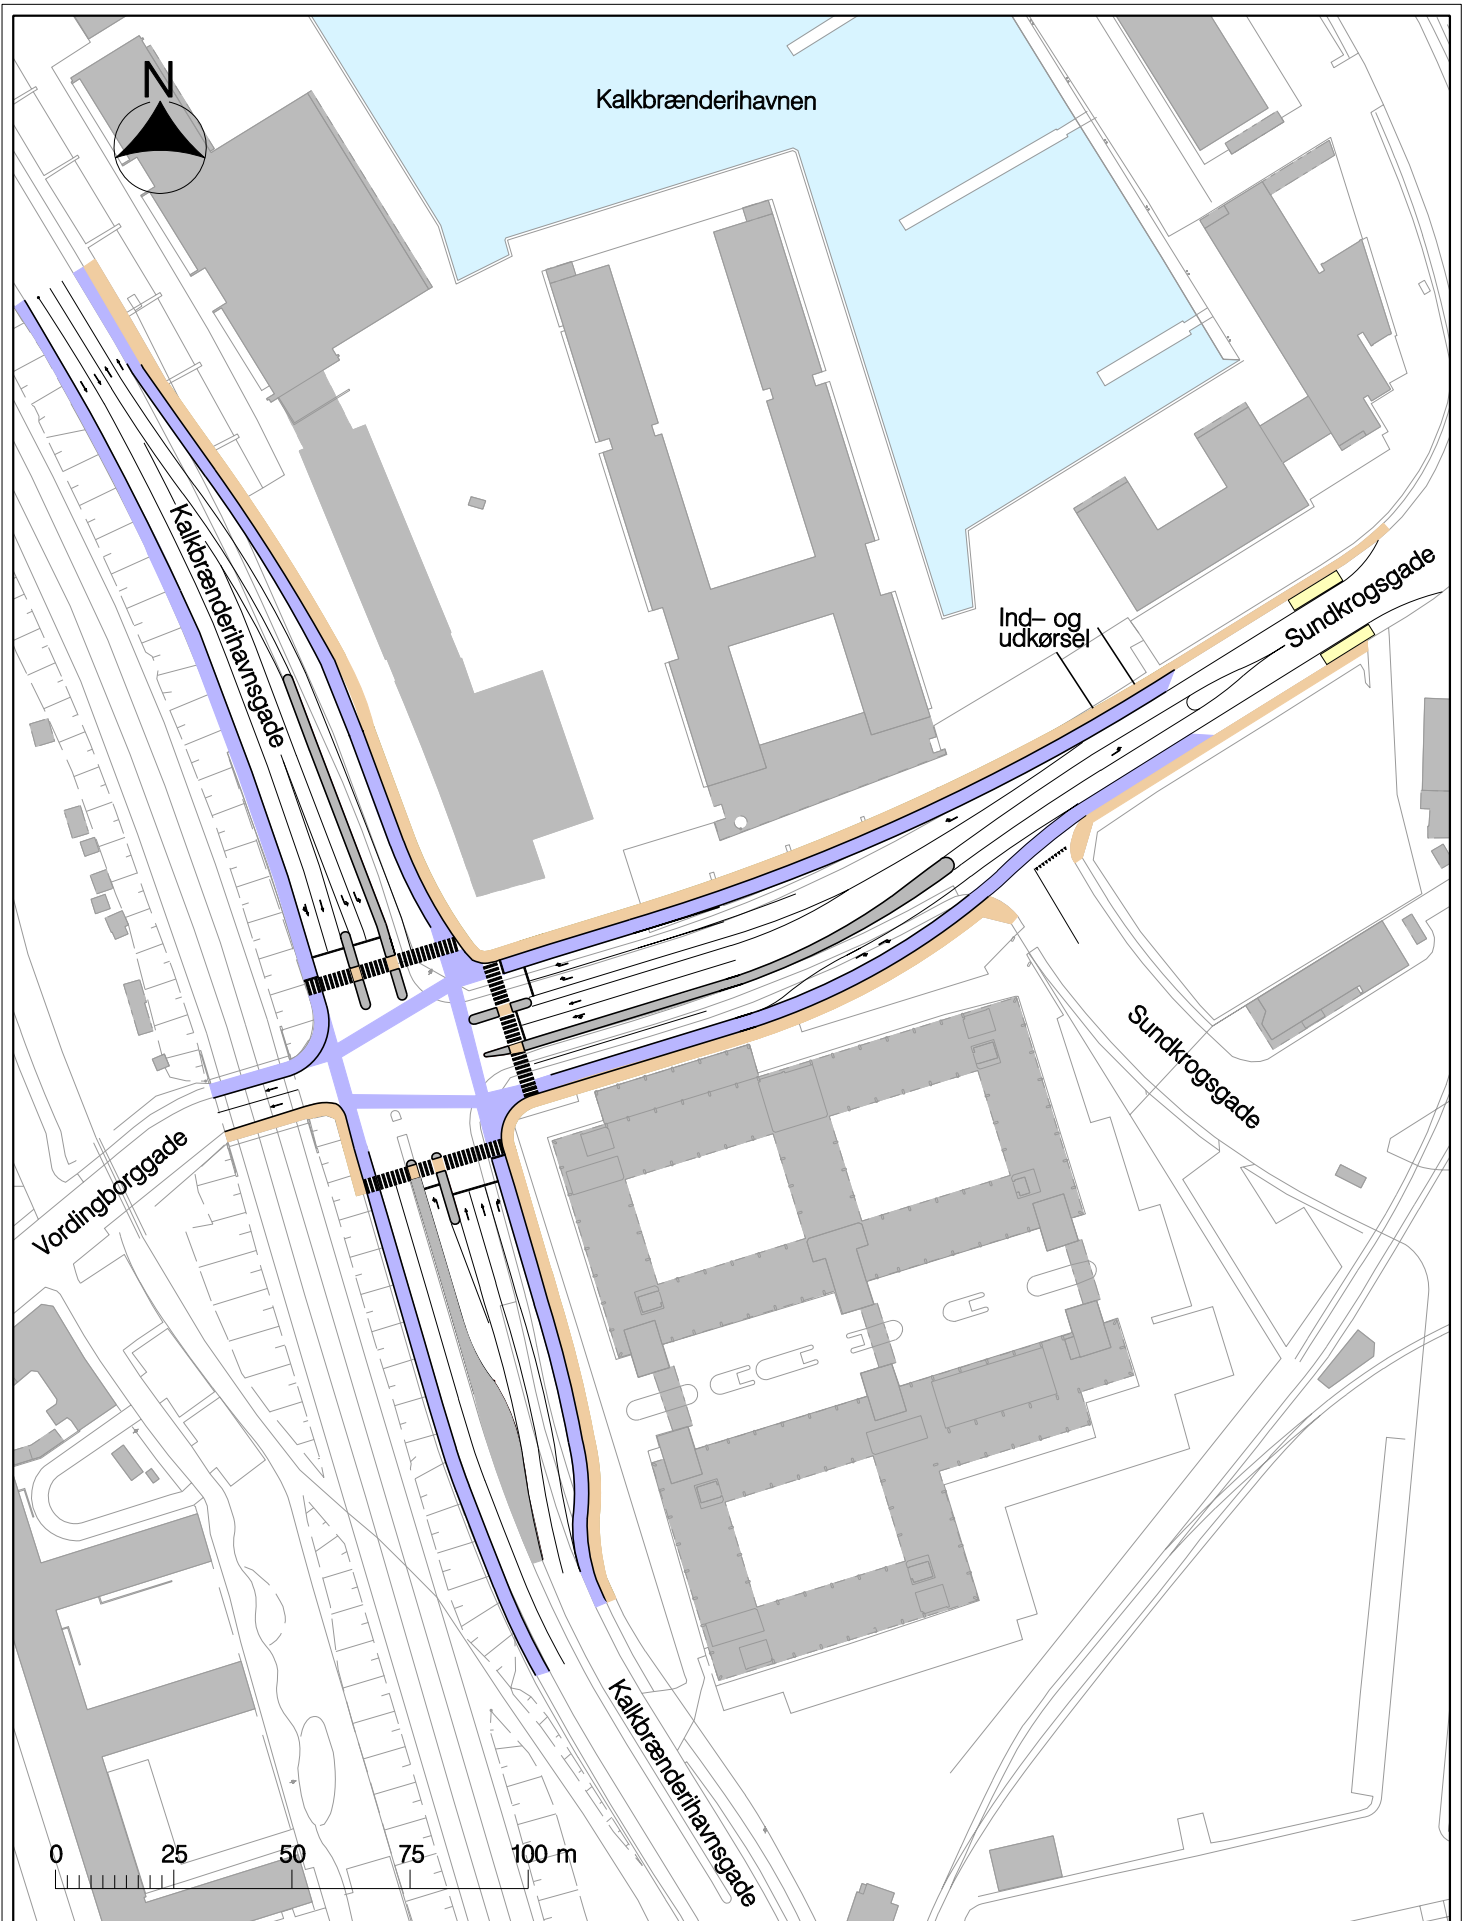 N
Kalkbrænderihavnen
Kalkbrænderihavnsgade
Ind– og
udkørsel
Sundkrogsgade
Sundkrogsgade
Vordingborggade
Kalkbrænderihavnsgade
0 25 50 75 100 m